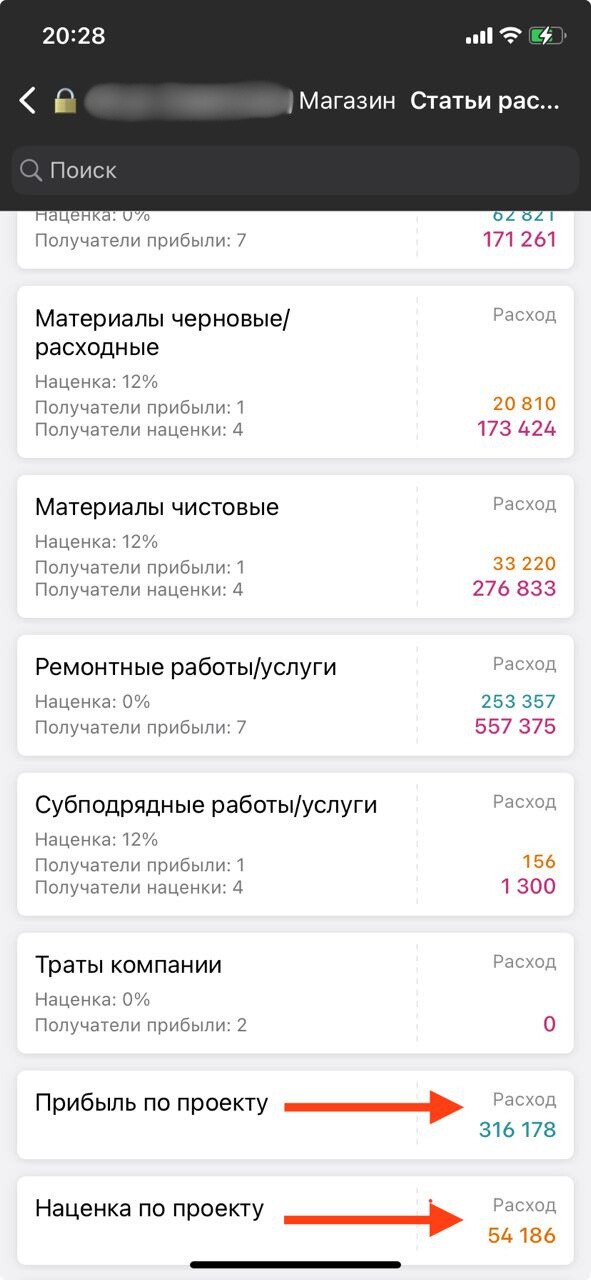 20:28
Магазин Статьи рас...
Поиск
Наценка: 0%
62 821
Получатели прибыли: 7
171 261
Материалы черновые/
расходные
Расход
Наценка: 12%
Получатели прибыли: 1
20 810
Получатели наценки: 4
173 424
Материалы чистовые
Расход
Наценка: 12%
Получатели прибыли: 1
33 220
Получатели наценки: 4
276 833
Ремонтные работы/услуги
Расход
Наценка: 0%
253 357
Получатели прибыли: 7
557 375
Субподрядные работы/услуги
Расход
Наценка: 12%
Получатели прибыли: 1
156
Получатели наценки: 4
1 300
Траты компании
Расход
Наценка: 0%
Получатели прибыли: 2
0
Прибыль по проекту
Расход
316 178
Наценка по проекту
Расход
54 186